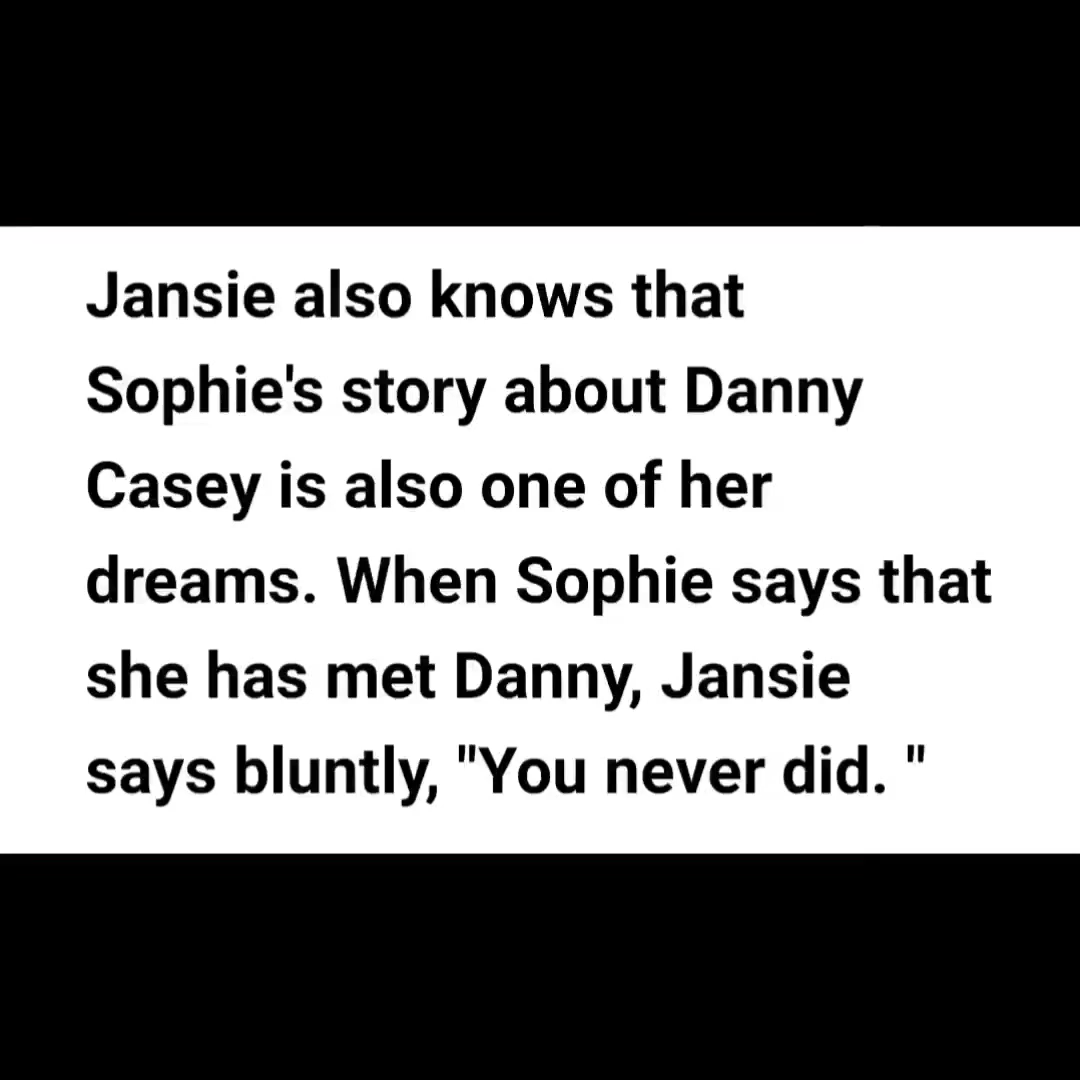 Jansie also knows that
Sophie's story about Danny
Casey is also one of her
dreams. When Sophie says that
she has met Danny, Jansie
says bluntly, "You never did. "